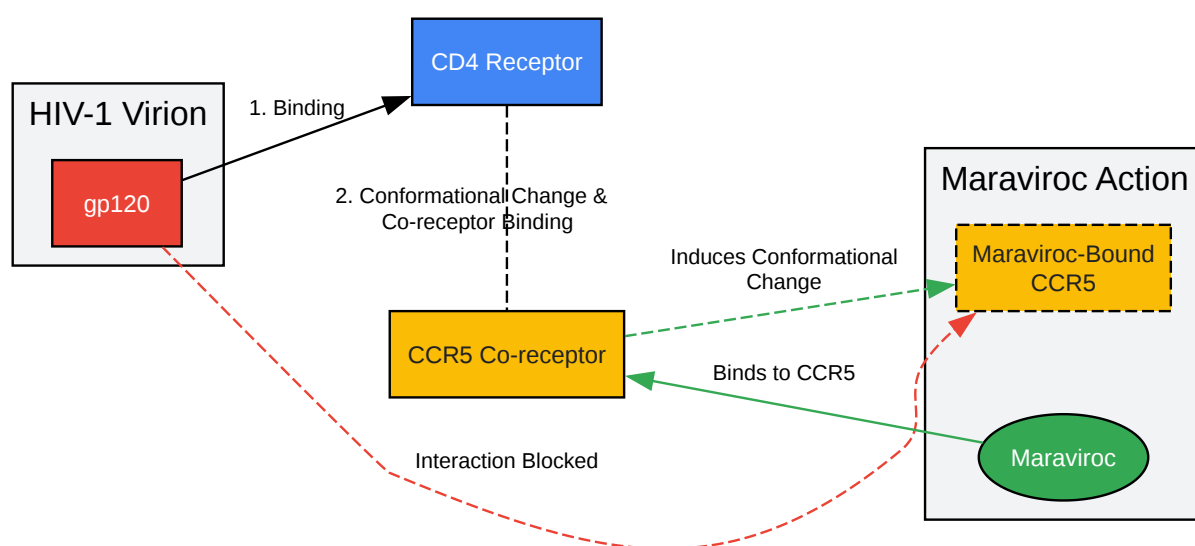 CD4 Receptor
HIV-1 Virion
1. Binding
gp120
2. Conformational Change &
Co-receptor Binding
Maraviroc Action
Induces Conformational
Change
Maraviroc-Bound
CCR5
CCR5 Co-receptor
Binds to CCR5
Interaction Blocked
Maraviroc